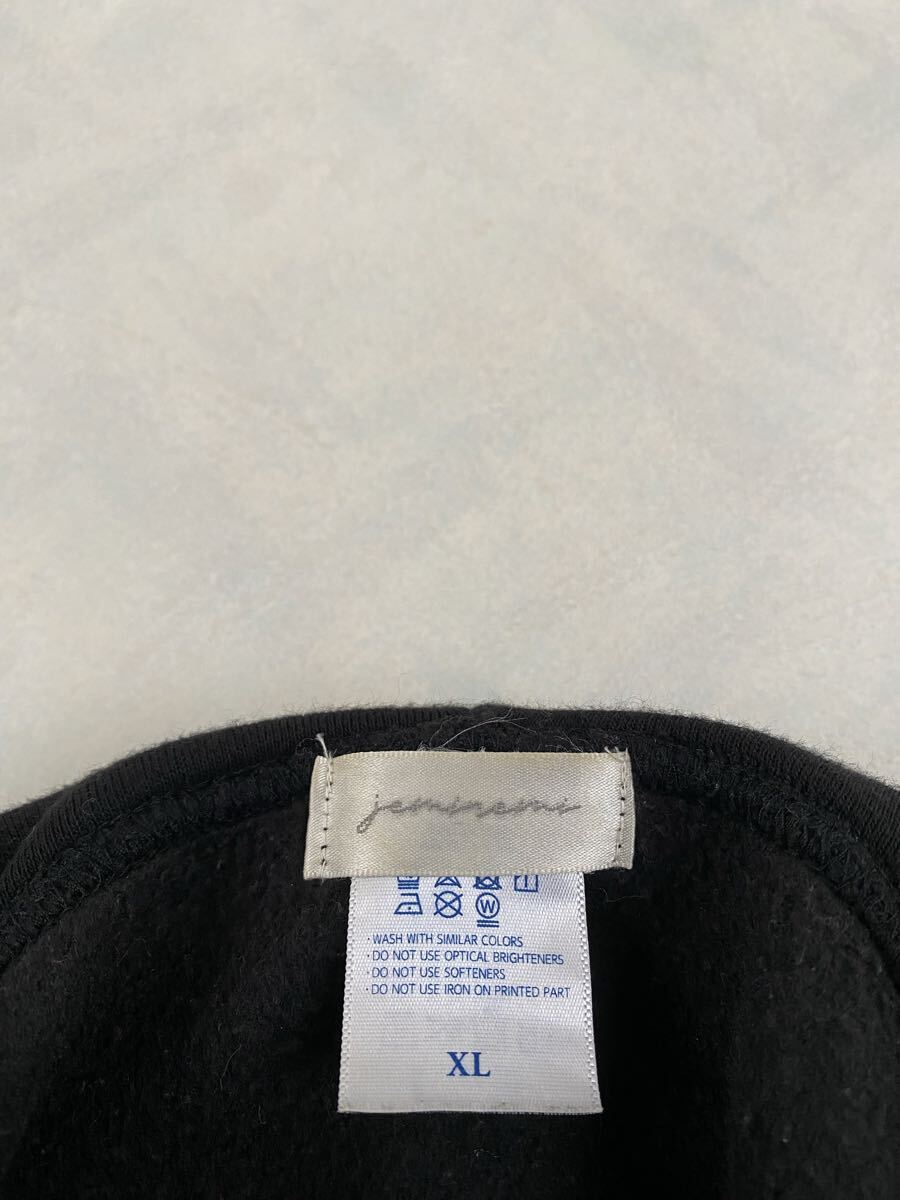 jemiremi
W
· WASH WITH SIMILAR COLORS
· DO NOT USE OPTICAL BRIGHTENERS
· DO NOT USE SOFTENERS
· DO NOT USE IRON ON PRINTED PART
XL